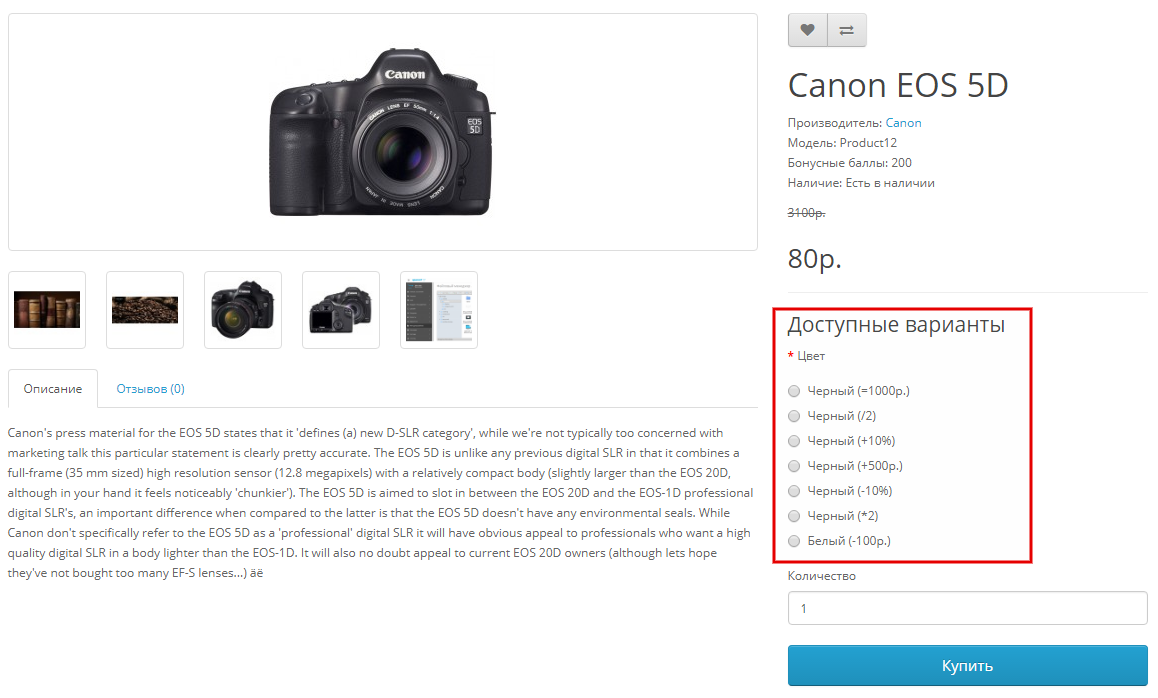 Canon
CANON LENS EF 50mm 1:1.4
EOS
5D
Canon EOS 5D
Производитель: Canon
Модель: Product12
Бонусные баллы: 200
Наличие: Есть в наличии
3100р.
80р.
Доступные варианты
* Цвет
Черный (=1000р.)
Черный (/2)
Черный (+10%)
Черный (+500р.)
Черный (-10%)
Черный (*2)
Белый (-100р.)
Количество
1
Купить
Описание
Отзывов (0)
Canon's press material for the EOS 5D states that it 'defines (a) new D-SLR category', while we're not typically too concerned with
marketing talk this particular statement is clearly pretty accurate. The EOS 5D is unlike any previous digital SLR in that it combines a
full-frame (35 mm sized) high resolution sensor (12.8 megapixels) with a relatively compact body (slightly larger than the EOS 20D,
although in your hand it feels noticeably 'chunkier'). The EOS 5D is aimed to slot in between the EOS 20D and the EOS-1D professional
digital SLR's, an important difference when compared to the latter is that the EOS 5D doesn't have any environmental seals. While
Canon don't specifically refer to the EOS 5D as a 'professional' digital SLR it will have obvious appeal to professionals who want a high
quality digital SLR in a body lighter than the EOS-1D. It will also no doubt appeal to current EOS 20D owners (although lets hope
they've not bought too many EF-S lenses...) äë